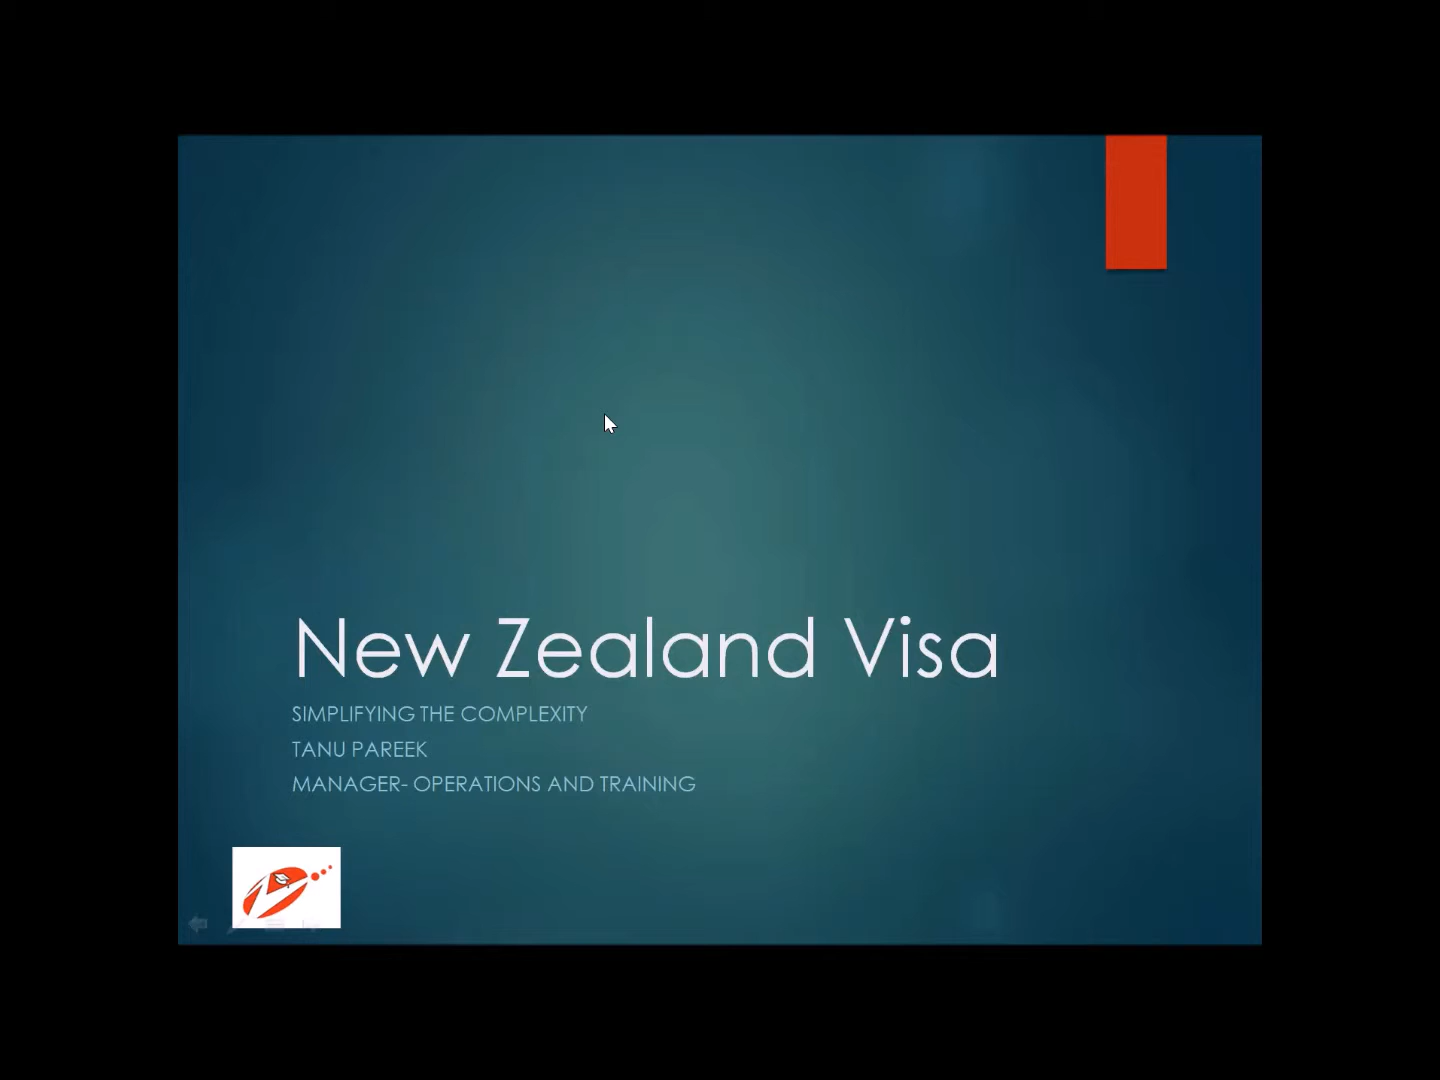 New Zealand Visa
SIMPLIFYING THE COMPLEXITY
TANU PAREEK
MANAGER- OPERATIONS AND TRAINING